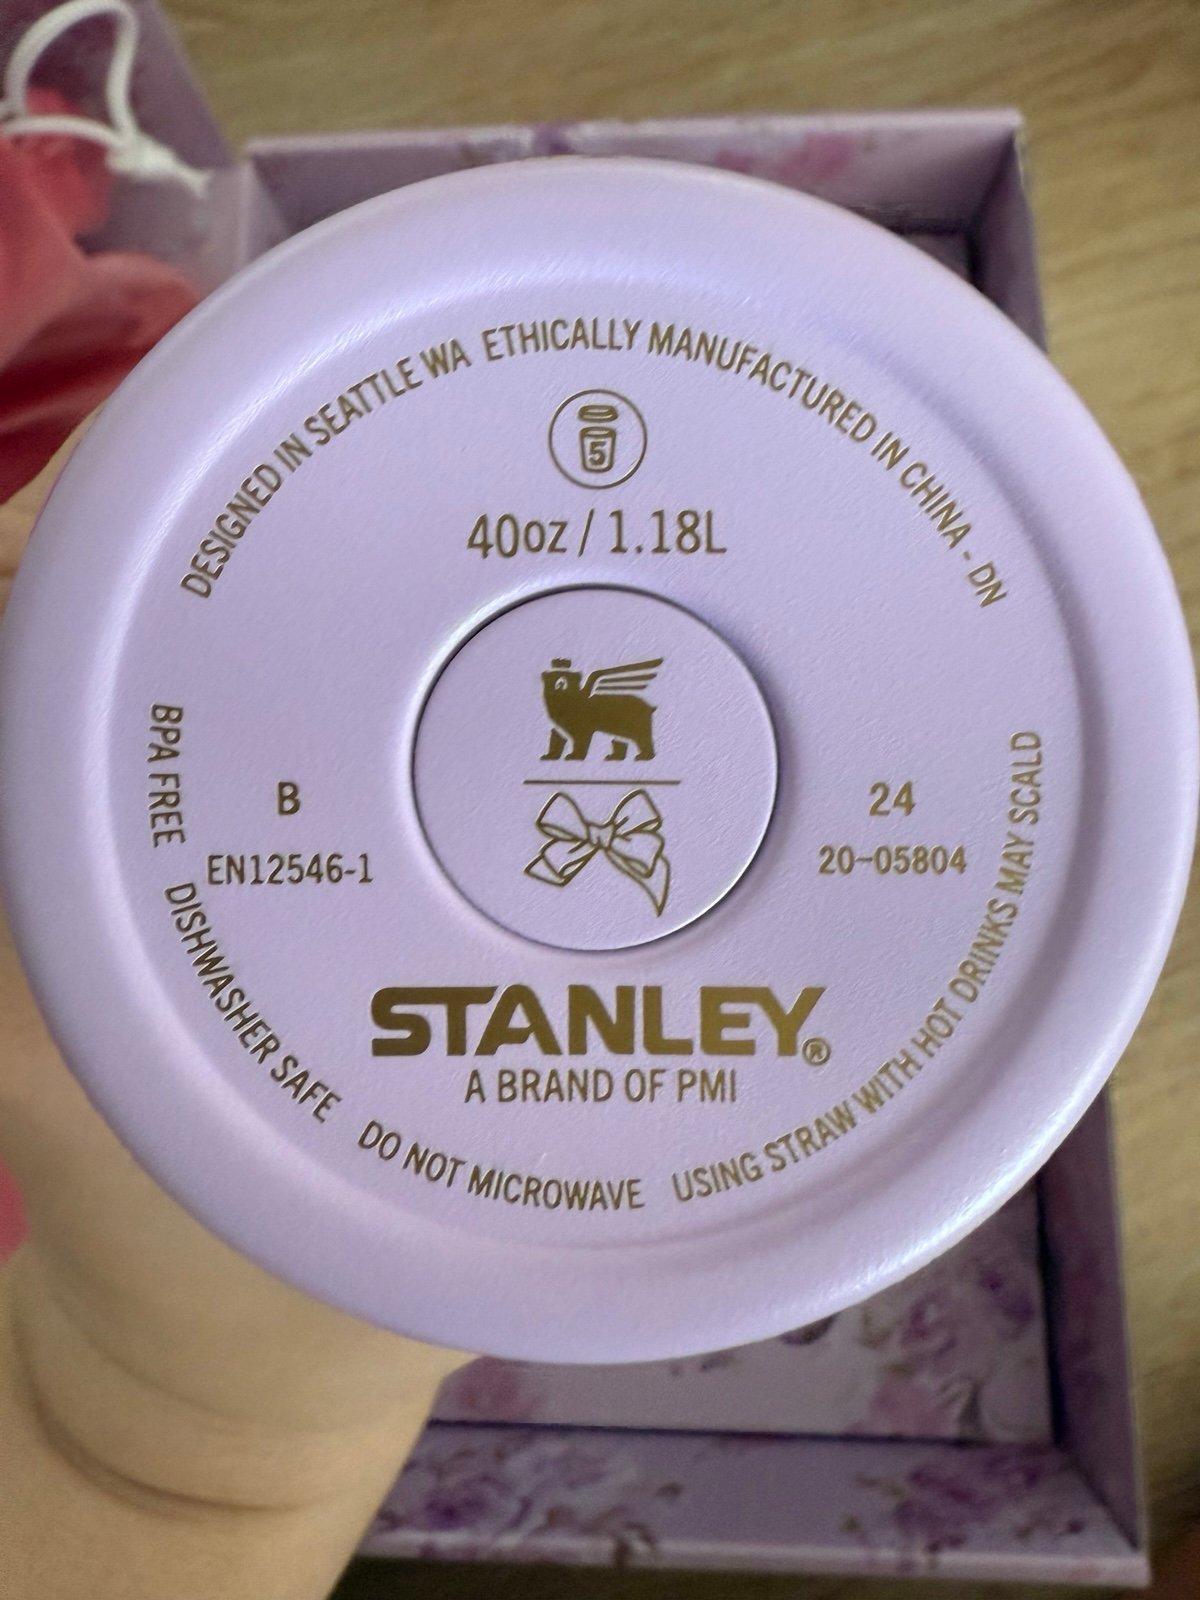 DESIGNED IN SEATTLE WA ETHICALLY MANUFACTURED IN CHINA - DN
5
40oz / 1.18L
B
EN12546-1
24
20-05804
STANLEY®
A BRAND OF PMI
BPA FREE DISHWASHER SAFE DO NOT MICROWAVE USING STRAW WITH HOT DRINKS MAY SCALD